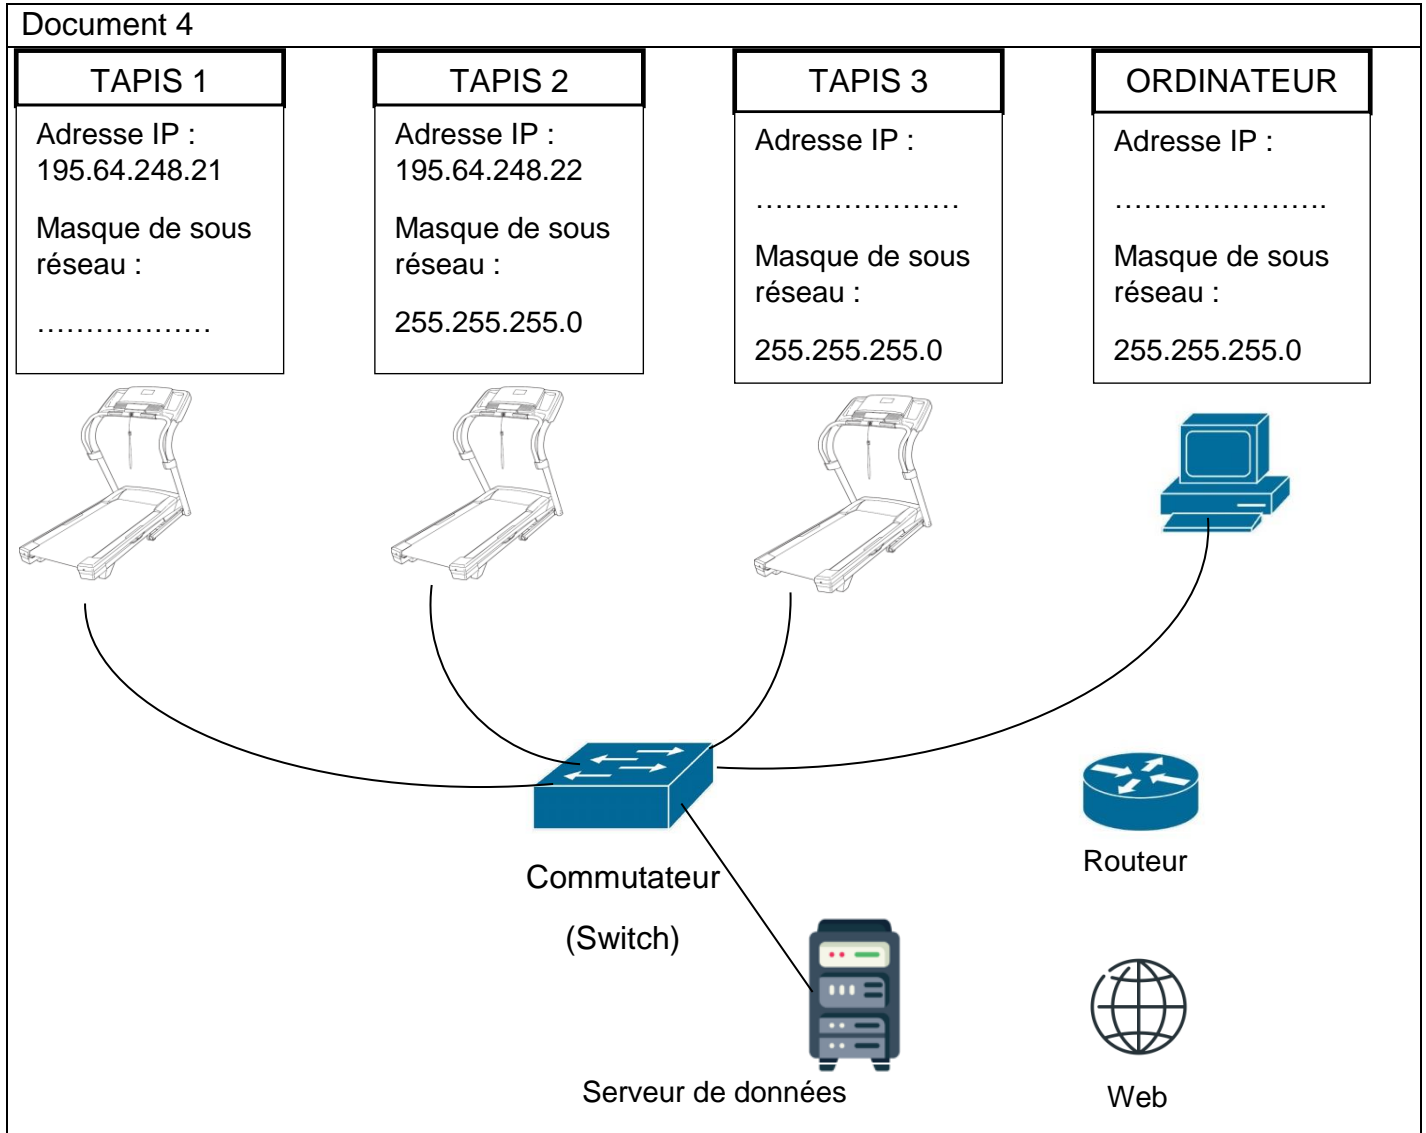 Document 4
TAPIS 1
Adresse IP :
195.64.248.21
Masque de sous
réseau :
………………
TAPIS 2
Adresse IP :
195.64.248.22
Masque de sous
réseau :
255.255.255.0
TAPIS 3
Adresse IP :
…………………
Masque de sous
réseau :
255.255.255.0
ORDINATEUR
Adresse IP :
………………….
Masque de sous
réseau :
255.255.255.0
Commutateur
(Switch)
Routeur
Serveur de données
Web